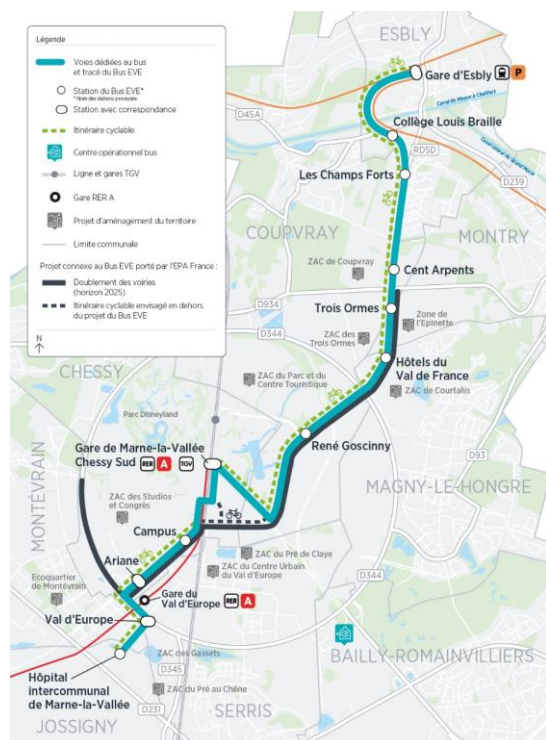 Légende
Voies dédiées au bus
et tracé du Bus EVE
Station du Bus EVE*
* Nom des stations provisoire
Station avec correspondance
Itinéraire cyclable
Centre opérationnel bus
Ligne et gares TGV
Gare RER A
Projet d'aménagement du territoire
Limite communale
Projet connexe au Bus EVE porté par l'EPA France :
Doublement des voiries
(horizon 2025)
Itinéraire cyclable envisagé en dehors
du projet du Bus EVE
N
ESBLY
Gare d'Esbly
P
Canal de Meaux à Chalifert
D45A
Collège Louis Braille
RD5D
D239
Les Champs Forts
COUPVRAY
MONTRY
ZAC de Coupvray
Cent Arpents
D934
Trois Ormes
Zone de
l'Epinette
D344
ZAC des
Trois Ormes
CHESSY
Hôtels du
Val de France
ZAC du Parc et du
Centre Touristique
ZAC de Courtalin
Parc Disneyland
René Goscinny
D93
Gare de Marne-la-Vallée
Chessy Sud
RER A
TGV
MAGNY-LE-HONGRE
MONTÉVRAIN
ZAC des Studios
et Congrès
Campus
ZAC du Pré de Claye
Ariane
ZAC du Centre Urbain
du Val d'Europe
D344
Ecoquartier
de Montévrain
Gare du
Val d'Europe
RER A
Val d'Europe
BAILLY-ROMAINVILLIERS
ZAC des Gassets
D345
Hôpital
intercommunal
de Marne-la-Vallée
ZAC du Pré au Chêne
D231
SERRIS
JOSSIGNY